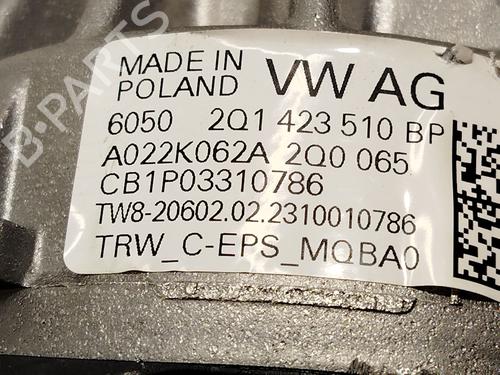 MADE IN POLAND VW AG
6050 2Q1 423 510 BP
A022K062A 2Q0 065
CB1P03310786
TW8-20602.02.2310010786
TRW_C-EPS_MQBA0
B-PARTS